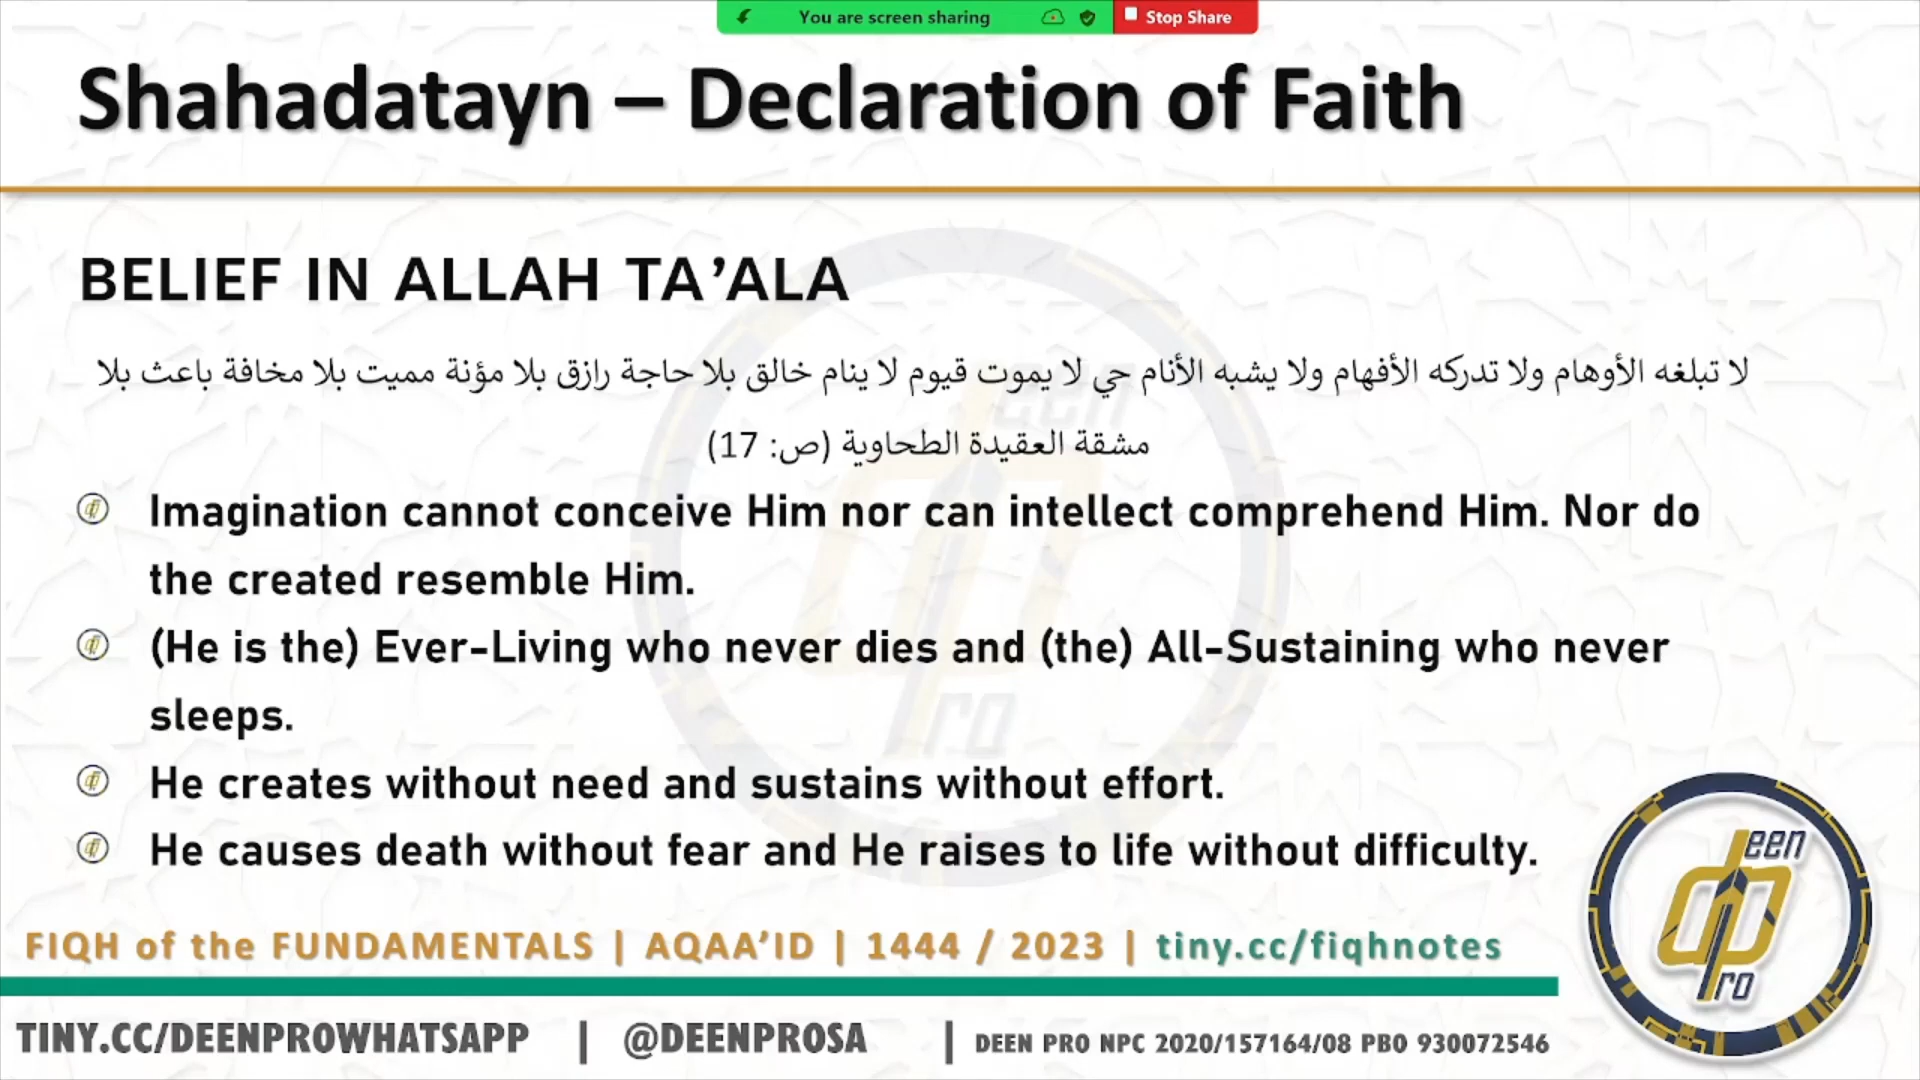 You are screen sharing
Stop Share
Shahadatayn – Declaration of Faith
BELIEF IN ALLAH TA’ALA
لا تبلغه الأوهام ولا تدركه الأفهام ولا يشبه الأنام حي لا يموت قيوم لا ينام خالق بلا حاجة رازق بلا مؤنة مميت بلا مخافة باعث بلا
مشقة العقيدة الطحاوية (ص: 17)
Imagination cannot conceive Him nor can intellect comprehend Him. Nor do
the created resemble Him.
(He is the) Ever-Living who never dies and (the) All-Sustaining who never
sleeps.
He creates without need and sustains without effort.
He causes death without fear and He raises to life without difficulty.
FIQH of the FUNDAMENTALS | AQAA’ID | 1444 / 2023 | tiny.cc/fiqhnotes
TINY.CC/DEENPROWHATSAPP | @DEENPROSA | DEEN PRO NPC 2020/157164/08 PBO 930072546
Deen
Pro